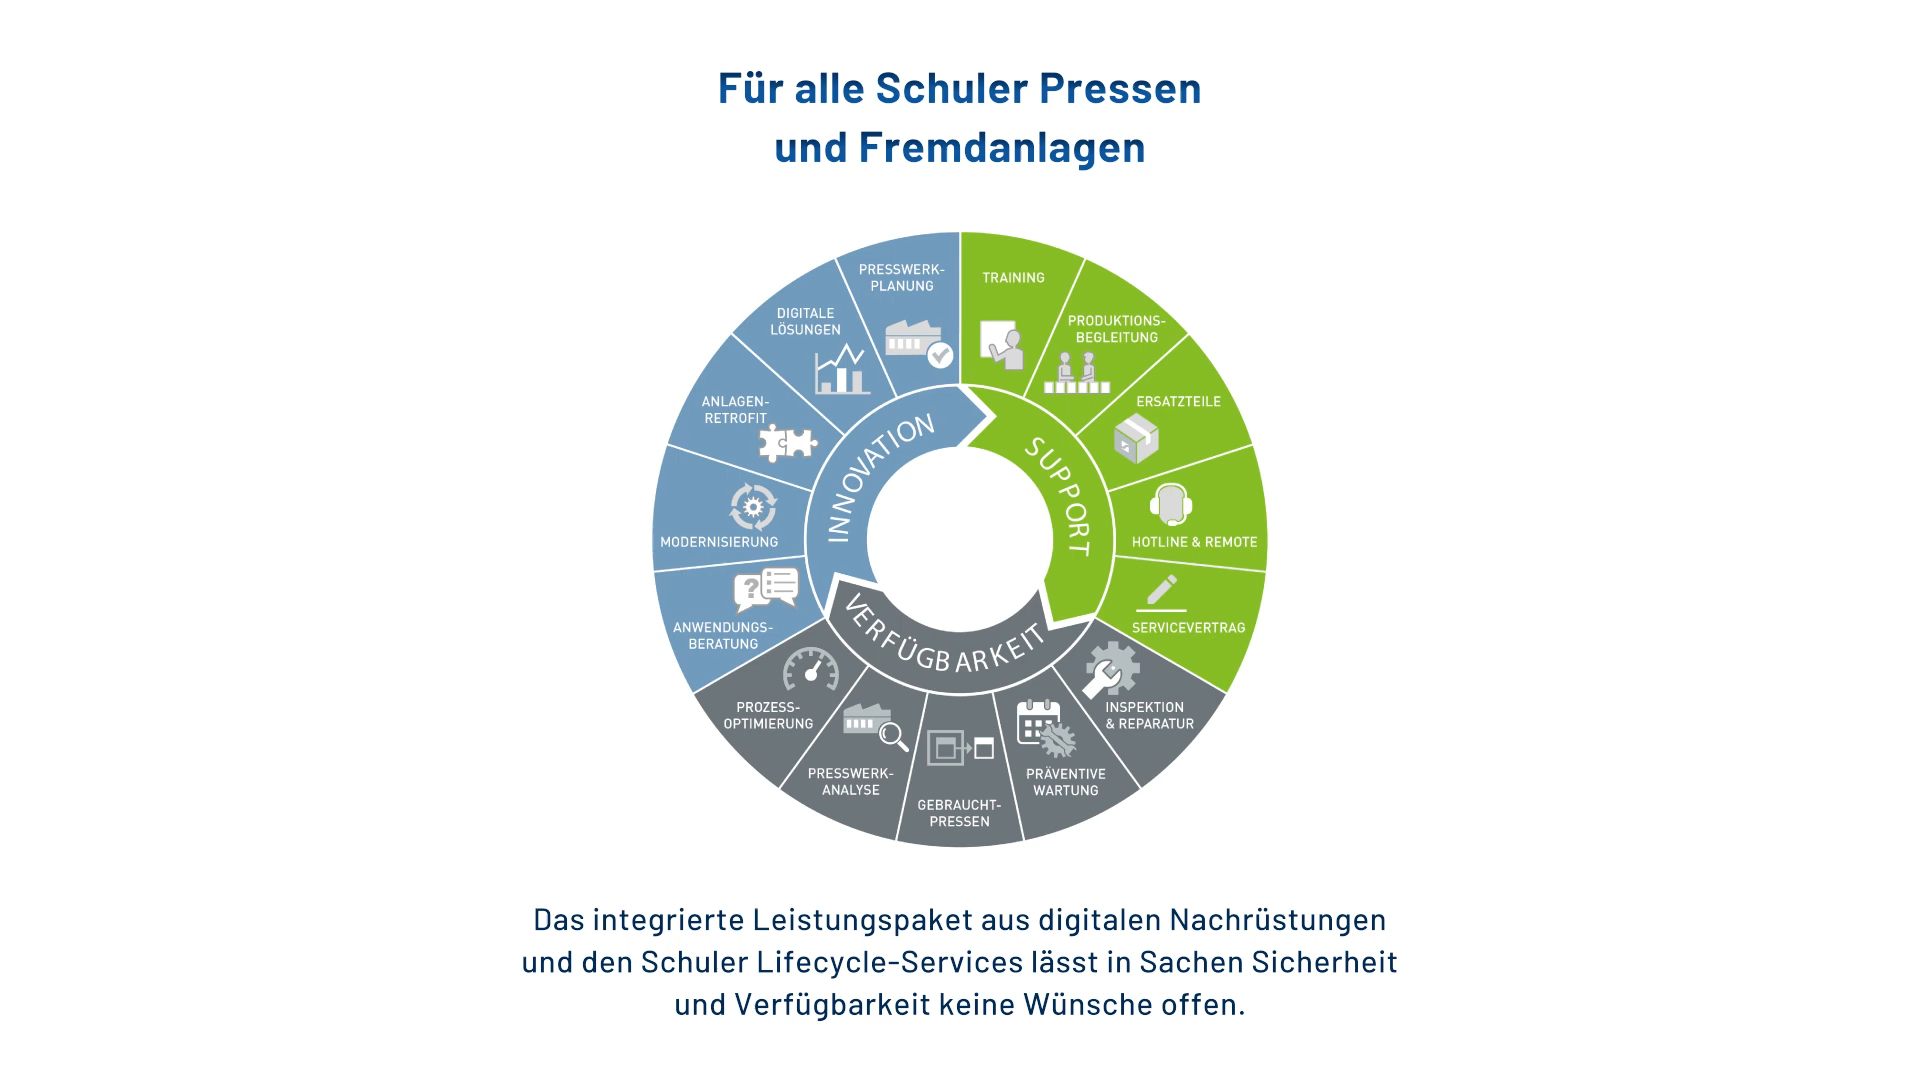 Für alle Schuler Pressen
und Fremdanlagen
PRESSWERK-
PLANUNG
TRAINING
DIGITALE
LÖSUNGEN
PRODUKTIONS-
BEGLEITUNG
ANLAGEN-
RETROFIT
ERSATZTEILE
INNOVATION
SUPPORT
MODERNISIERUNG
HOTLINE & REMOTE
?
ANWENDUNGS-
BERATUNG
SERVICEVERTRAG
VERFÜGBARKEIT
PROZESS-
OPTIMIERUNG
INSPEKTION
& REPARATUR
PRESSWERK-
ANALYSE
PRÄVENTIVE
WARTUNG
GEBRAUCHT-
PRESSEN
Das integrierte Leistungspaket aus digitalen Nachrüstungen
und den Schuler Lifecycle-Services lässt in Sachen Sicherheit
und Verfügbarkeit keine Wünsche offen.